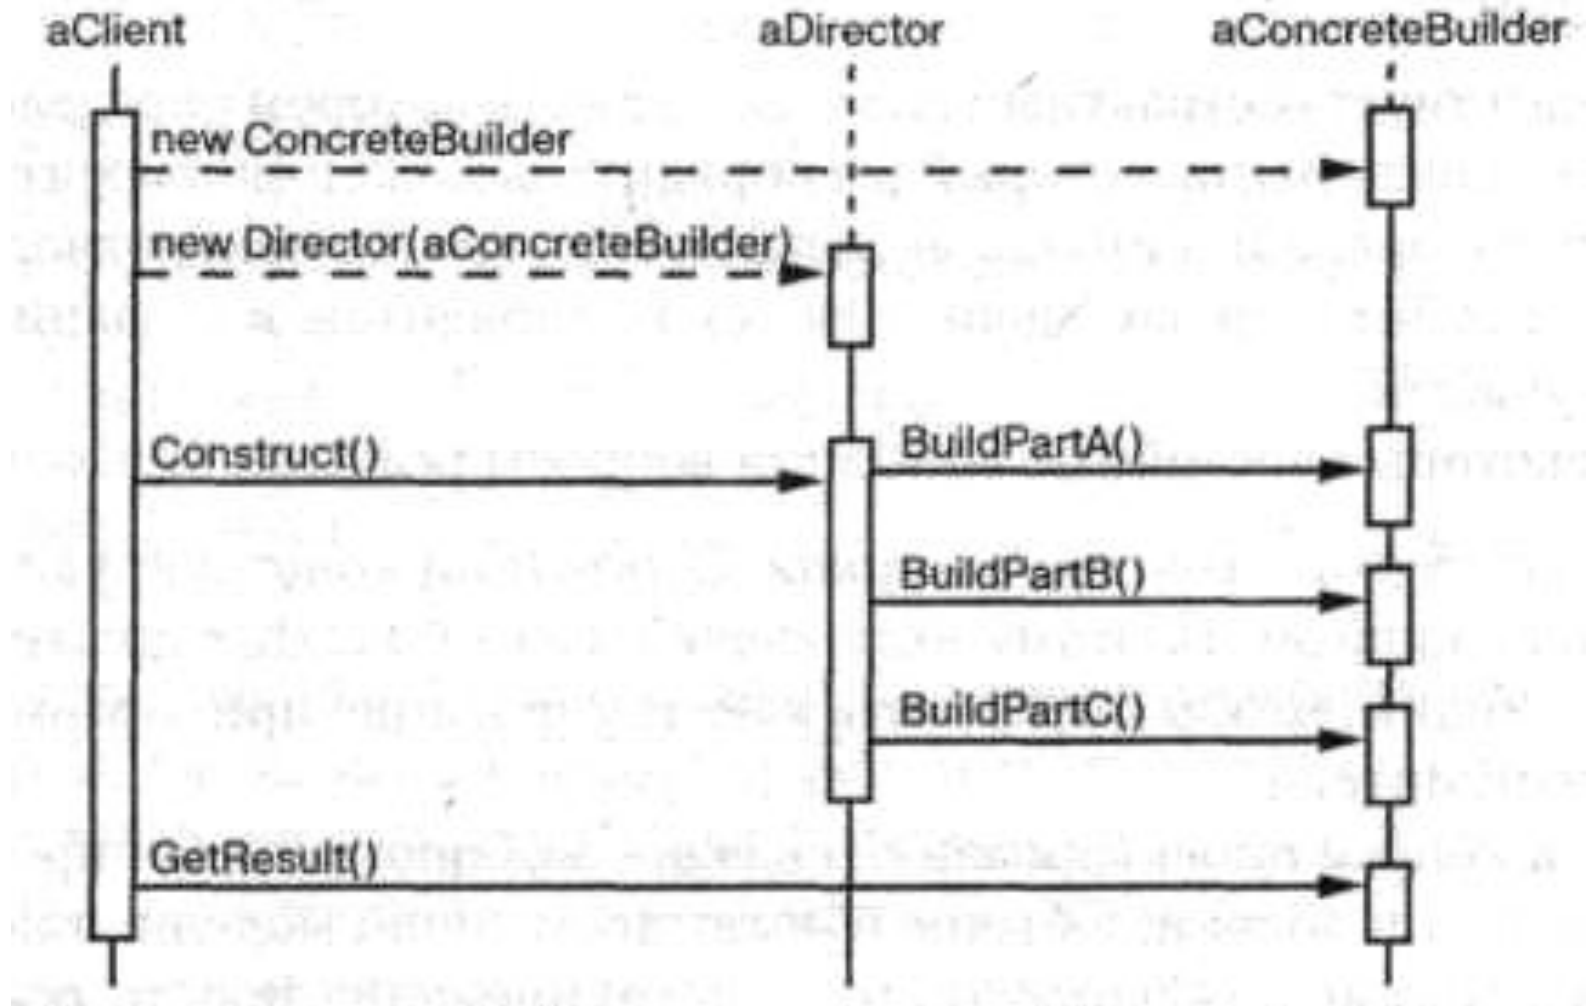 aClient aDirector aConcreteBuilder
new ConcreteBuilder
new Director(aConcreteBuilder)
Construct() BuildPartA()
BuildPartB()
BuildPartC()
GetResult()